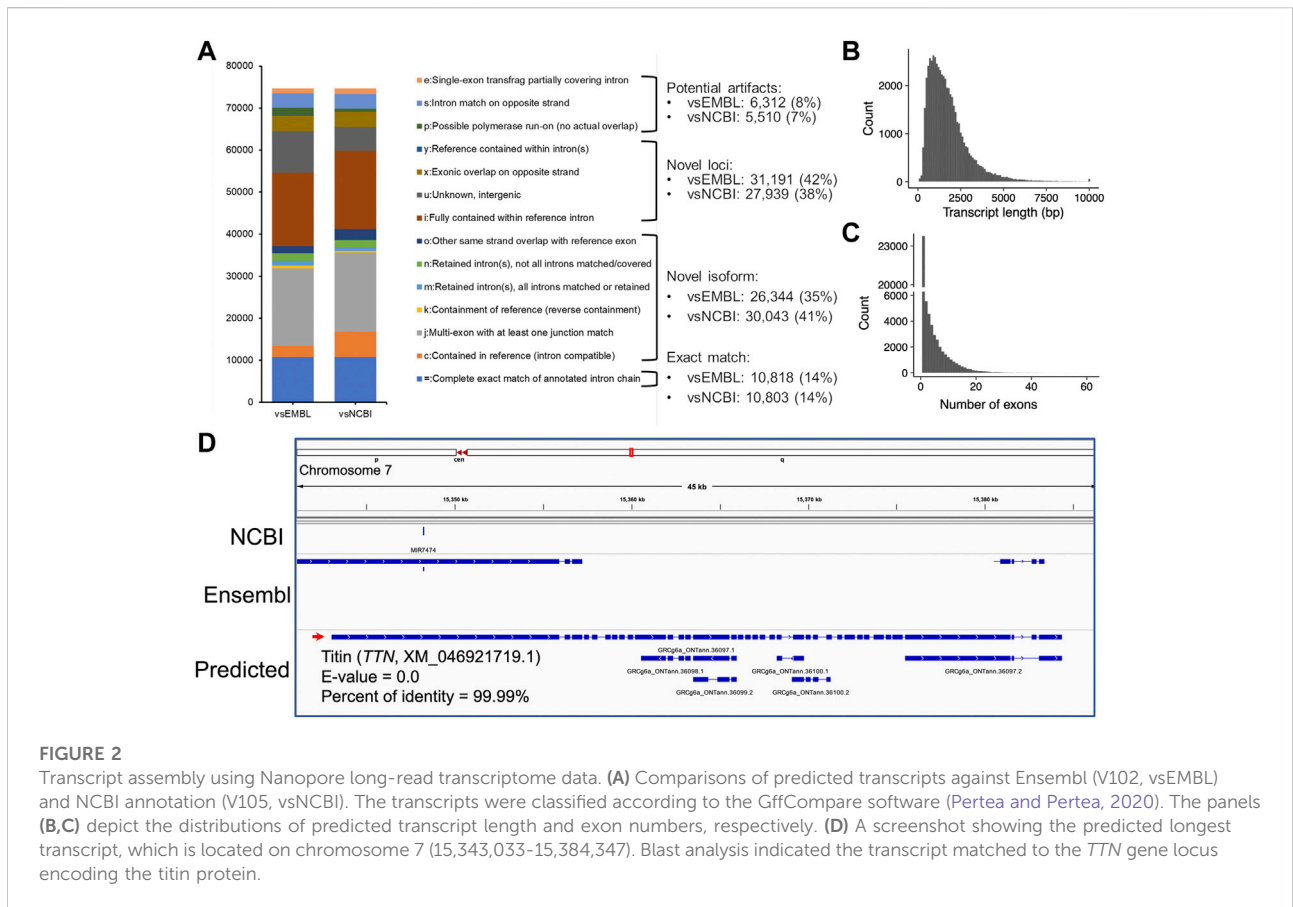 A
80000
70000
60000
50000
40000
30000
20000
10000
0
vsEMBL
vsNCBI
e:Single-exon transfrag partially covering intron
s:Intron match on opposite strand
p:Possible polymerase run-on (no actual overlap)
y:Reference contained within intron(s)
x:Exonic overlap on opposite strand
u:Unknown, intergenic
i:Fully contained within reference intron
o:Other same strand overlap with reference exon
n:Retained intron(s), not all introns matched/covered
m:Retained intron(s), all introns matched or retained
k:Containment of reference (reverse containment)
j:Multi-exon with at least one junction match
c:Contained in reference (intron compatible)
=:Complete exact match of annotated intron chain
Potential artifacts:
• vsEMBL: 6,312 (8%)
• vsNCBI: 5,510 (7%)
Novel loci:
• vsEMBL: 31,191 (42%)
• vsNCBI: 27,939 (38%)
Novel isoform:
• vsEMBL: 26,344 (35%)
• vsNCBI: 30,043 (41%)
Exact match:
• vsEMBL: 10,818 (14%)
• vsNCBI: 10,803 (14%)
B
Count
2000
1000
0
0 2500 5000 7500 10000
Transcript length (bp)
C
Count
23000
20000
6000
4000
2000
0
0 20 40 60
Number of exons
D
p cen q
Chromosome 7
45 kb
15,350 kb 15,360 kb 15,370 kb 15,380 kb
NCBI
MIR7474
Ensembl
Predicted
Titin (TTN, XM_046921719.1)
E-value = 0.0
Percent of identity = 99.99%
GRCg6a_ONTann.36097.1
GRCg6a_ONTann.36098.1 GRCg6a_ONTann.36100.1 GRCg6a_ONTann.36097.2
GRCg6a_ONTann.36099.2 GRCg6a_ONTann.36100.2
FIGURE 2
Transcript assembly using Nanopore long-read transcriptome data. (A) Comparisons of predicted transcripts against Ensembl (V102, vsEMBL)
and NCBI annotation (V105, vsNCBI). The transcripts were classified according to the GffCompare software (Pertea and Pertea, 2020). The panels
(B,C) depict the distributions of predicted transcript length and exon numbers, respectively. (D) A screenshot showing the predicted longest
transcript, which is located on chromosome 7 (15,343,033-15,384,347). Blast analysis indicated the transcript matched to the TTN gene locus
encoding the titin protein.